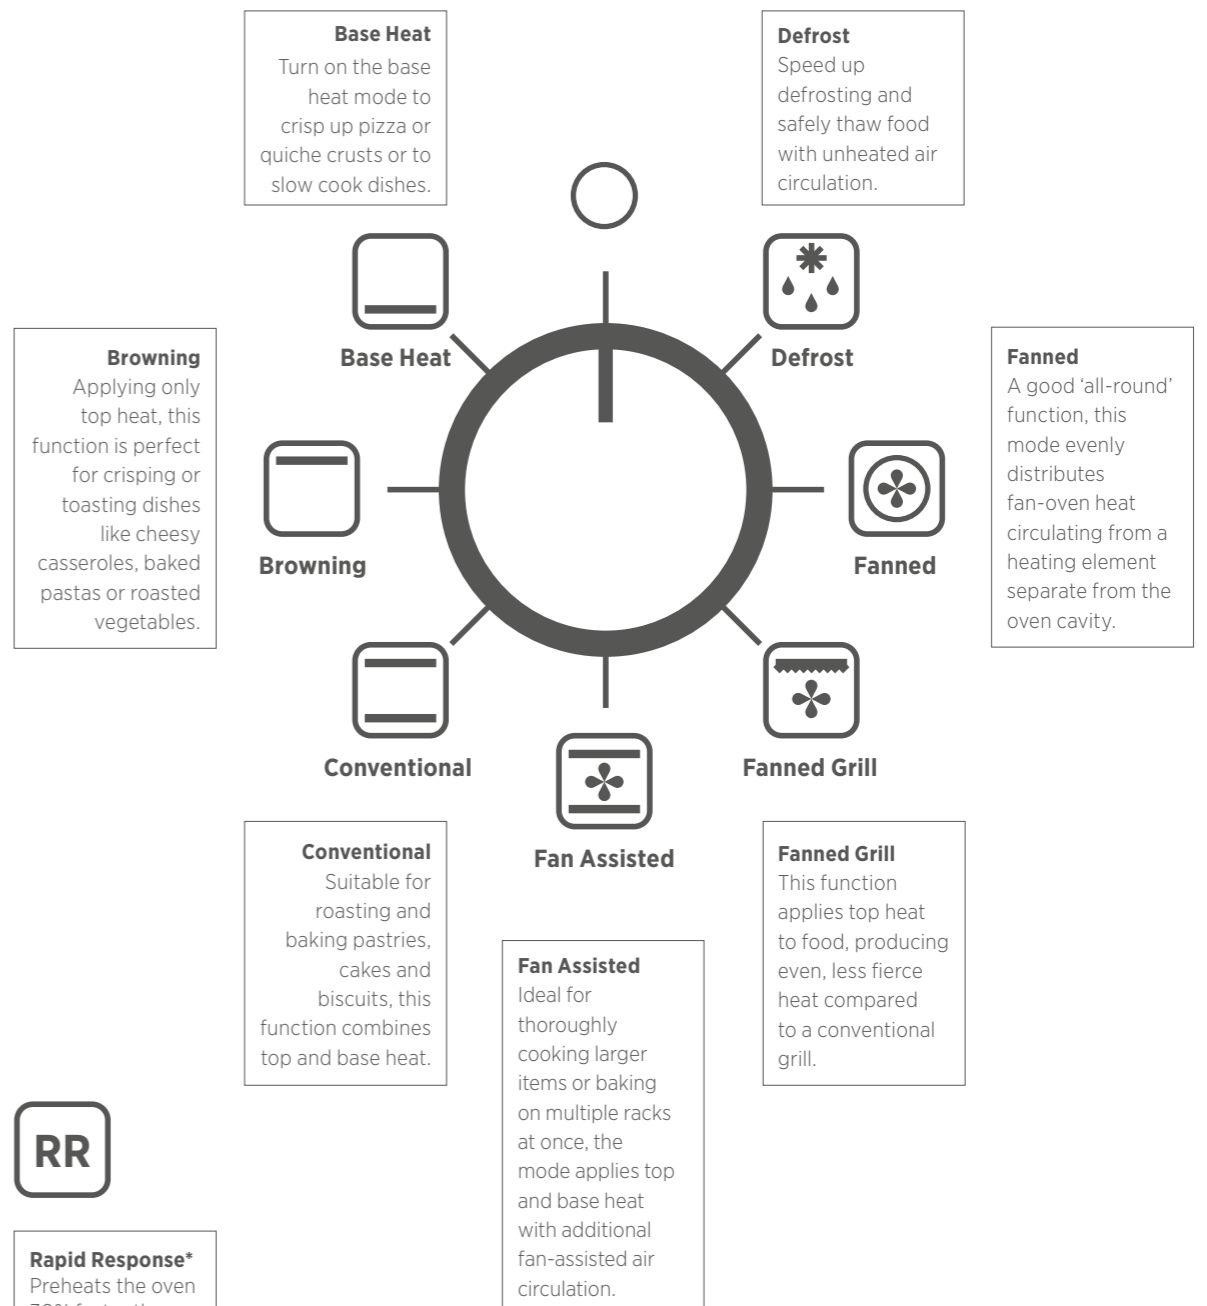 Base Heat
Turn on the base
heat mode to
crisp up pizza or
quiche crusts or to
slow cook dishes.
Defrost
Speed up
defrosting and
safely thaw food
with unheated air
circulation.
Base Heat
Defrost
Browning
Applying only
top heat, this
function is perfect
for crisping or
toasting dishes
like cheesy
casseroles, baked
pastas or roasted
vegetables.
Fanned
A good ‘all-round’
function, this
mode evenly
distributes
fan-oven heat
circulating from a
heating element
separate from the
oven cavity.
Browning
Fanned
Conventional
Fanned Grill
Fan Assisted
Conventional
Suitable for
roasting and
baking pastries,
cakes and
biscuits, this
function combines
top and base heat.
Fan Assisted
Ideal for
thoroughly
cooking larger
items or baking
on multiple racks
at once, the
mode applies top
and base heat
with additional
fan-assisted air
circulation.
Fanned Grill
This function
applies top heat
to food, producing
even, less fierce
heat compared
to a conventional
grill.
RR
Rapid Response*
Preheats the oven